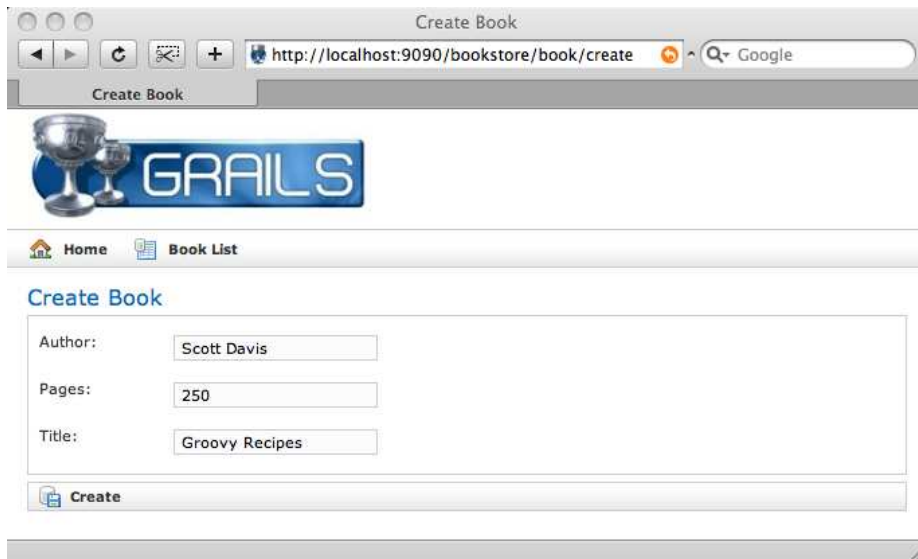 Create Book
http://localhost:9090/bookstore/book/create
Google
Create Book
GRAILS
Home Book List
Create Book
Author: Scott Davis
Pages: 250
Title: Groovy Recipes
Create